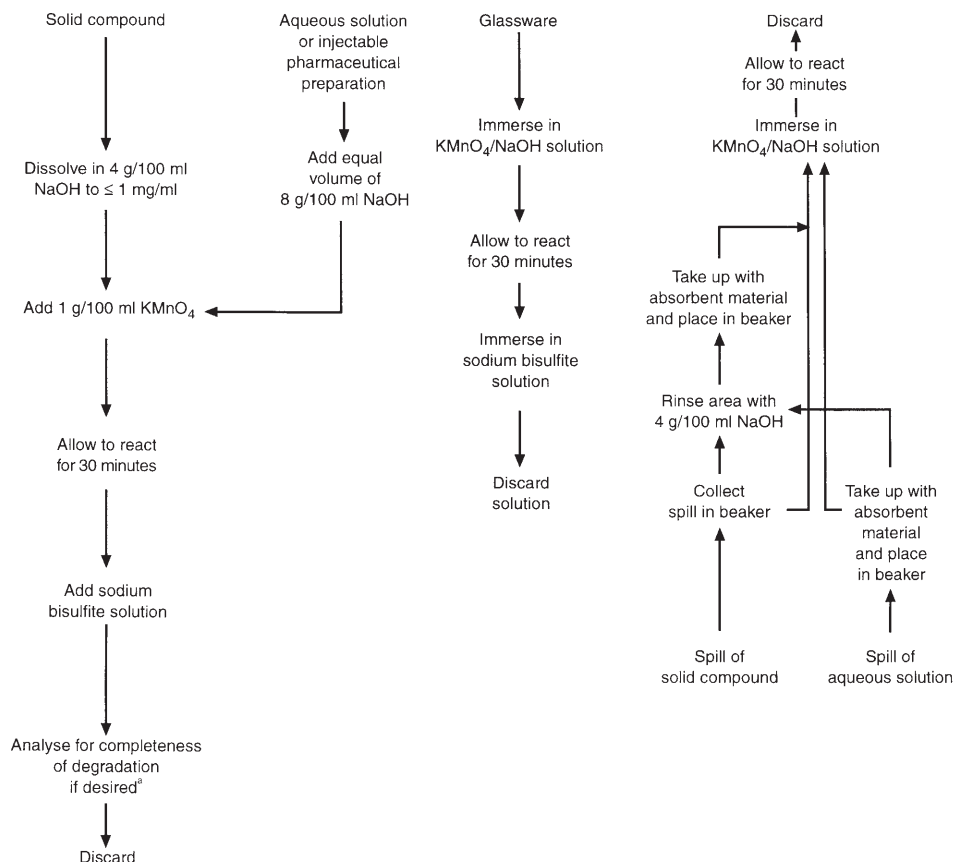 Solid compound
Dissolve in 4 g/100 ml
NaOH to ≤ 1 mg/ml
Add 1 g/100 ml KMnO₄
Allow to react
for 30 minutes
Add sodium
bisulfite solution
Analyse for completeness
of degradation
if desiredᵃ
Discard
Aqueous solution
or injectable
pharmaceutical
preparation
Add equal
volume of
8 g/100 ml NaOH
Glassware
Immerse in
KMnO₄/NaOH solution
Allow to react
for 30 minutes
Immerse in
sodium bisulfite
solution
Discard
solution
Discard
Allow to react
for 30 minutes
Immerse in
KMnO₄/NaOH solution
Take up with
absorbent material
and place in beaker
Rinse area with
4 g/100 ml NaOH
Collect
spill in beaker
Spill of
solid compound
Take up with
absorbent
material
and place
in beaker
Spill of
aqueous solution